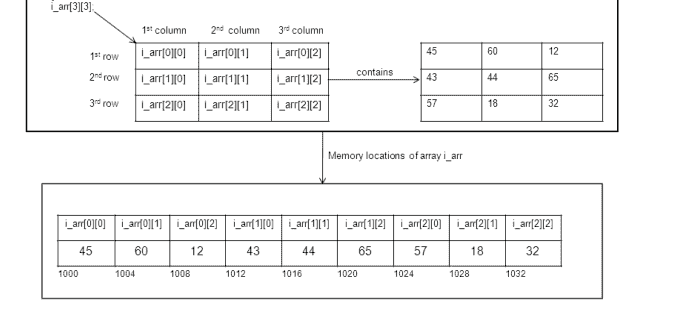 i_arr[3][3];
1st column 2nd column 3rd column
1st row i_arr[0][0] i_arr[0][1] i_arr[0][2] 45 60 12
2nd row i_arr[1][0] i_arr[1][1] i_arr[1][2] contains 43 44 65
3rd row i_arr[2][0] i_arr[2][1] i_arr[2][2] 57 18 32
Memory locations of array i_arr
i_arr[0][0] i_arr[0][1] i_arr[0][2] i_arr[1][0] i_arr[1][1] i_arr[1][2] i_arr[2][0] i_arr[2][1] i_arr[2][2]
45 60 12 43 44 65 57 18 32
1000 1004 1008 1012 1016 1020 1024 1028 1032